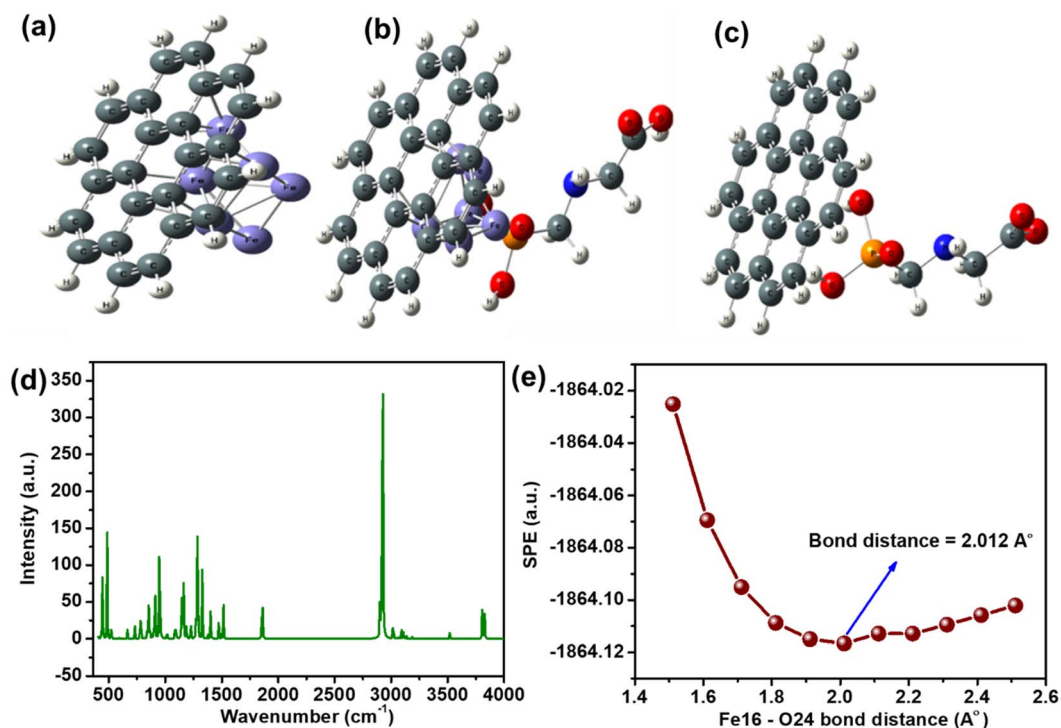 (a)
(b)
(c)
(d)
350
300
250
200
150
100
50
0
-50
Intensity (a.u.)
500 1000 1500 2000 2500 3000 3500 4000
Wavenumber (cm-1)
(e)
-1864.02
-1864.04
-1864.06
-1864.08
-1864.10
-1864.12
SPE (a.u.)
Bond distance = 2.012 A°
1.4 1.6 1.8 2.0 2.2 2.4 2.6
Fe16 - O24 bond distance (A°)